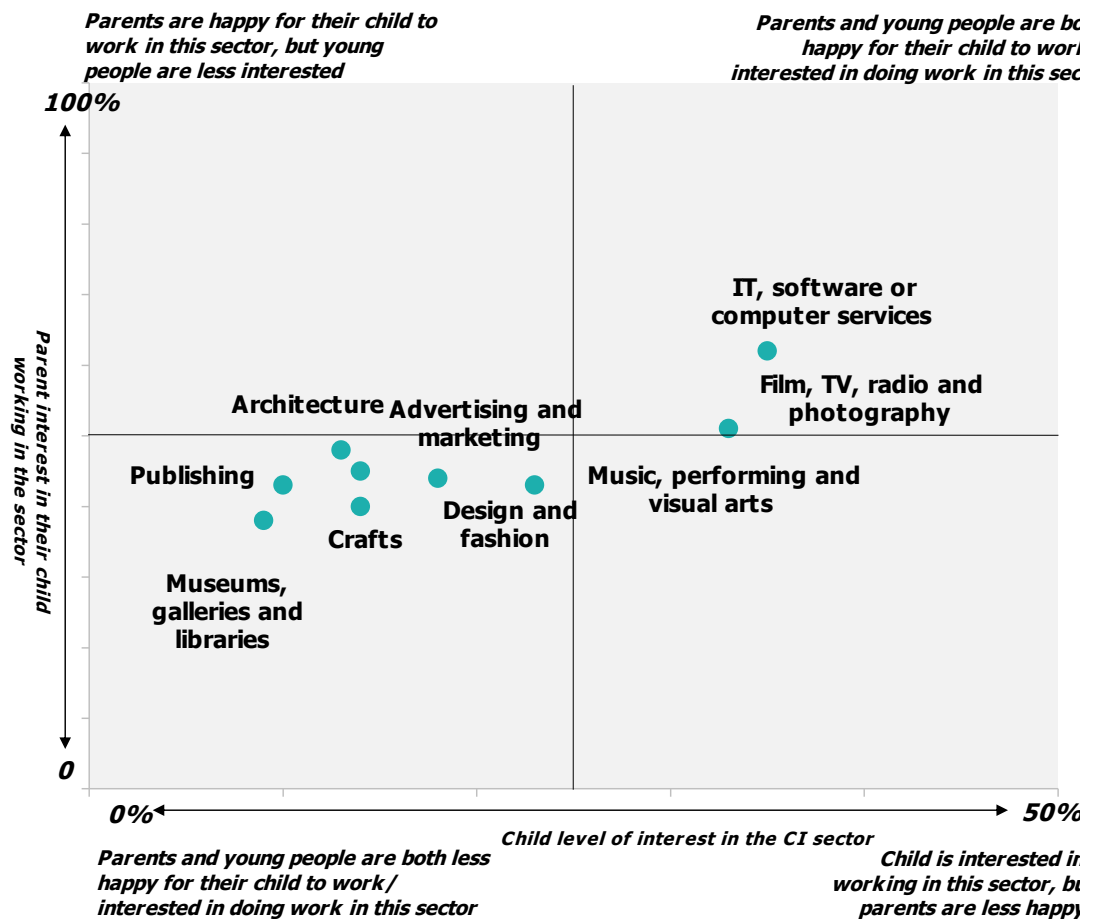 Parents are happy for their child to
work in this sector, but young
people are less interested
Parents and young people are
happy for their child to work
interested in doing work in this
100%
Parent interest in their child
working in the sector
IT, software or
computer services
Film, TV, radio and
photography
Architecture
Advertising and
marketing
Publishing
Music, performing and
visual arts
Design and
fashion
Crafts
Museums,
galleries and
libraries
0
0%
50%
Child level of interest in the CI sector
Parents and young people are both less
happy for their child to work/
interested in doing work in this sector
Child is interested in
working in this sector, but
parents are less happy